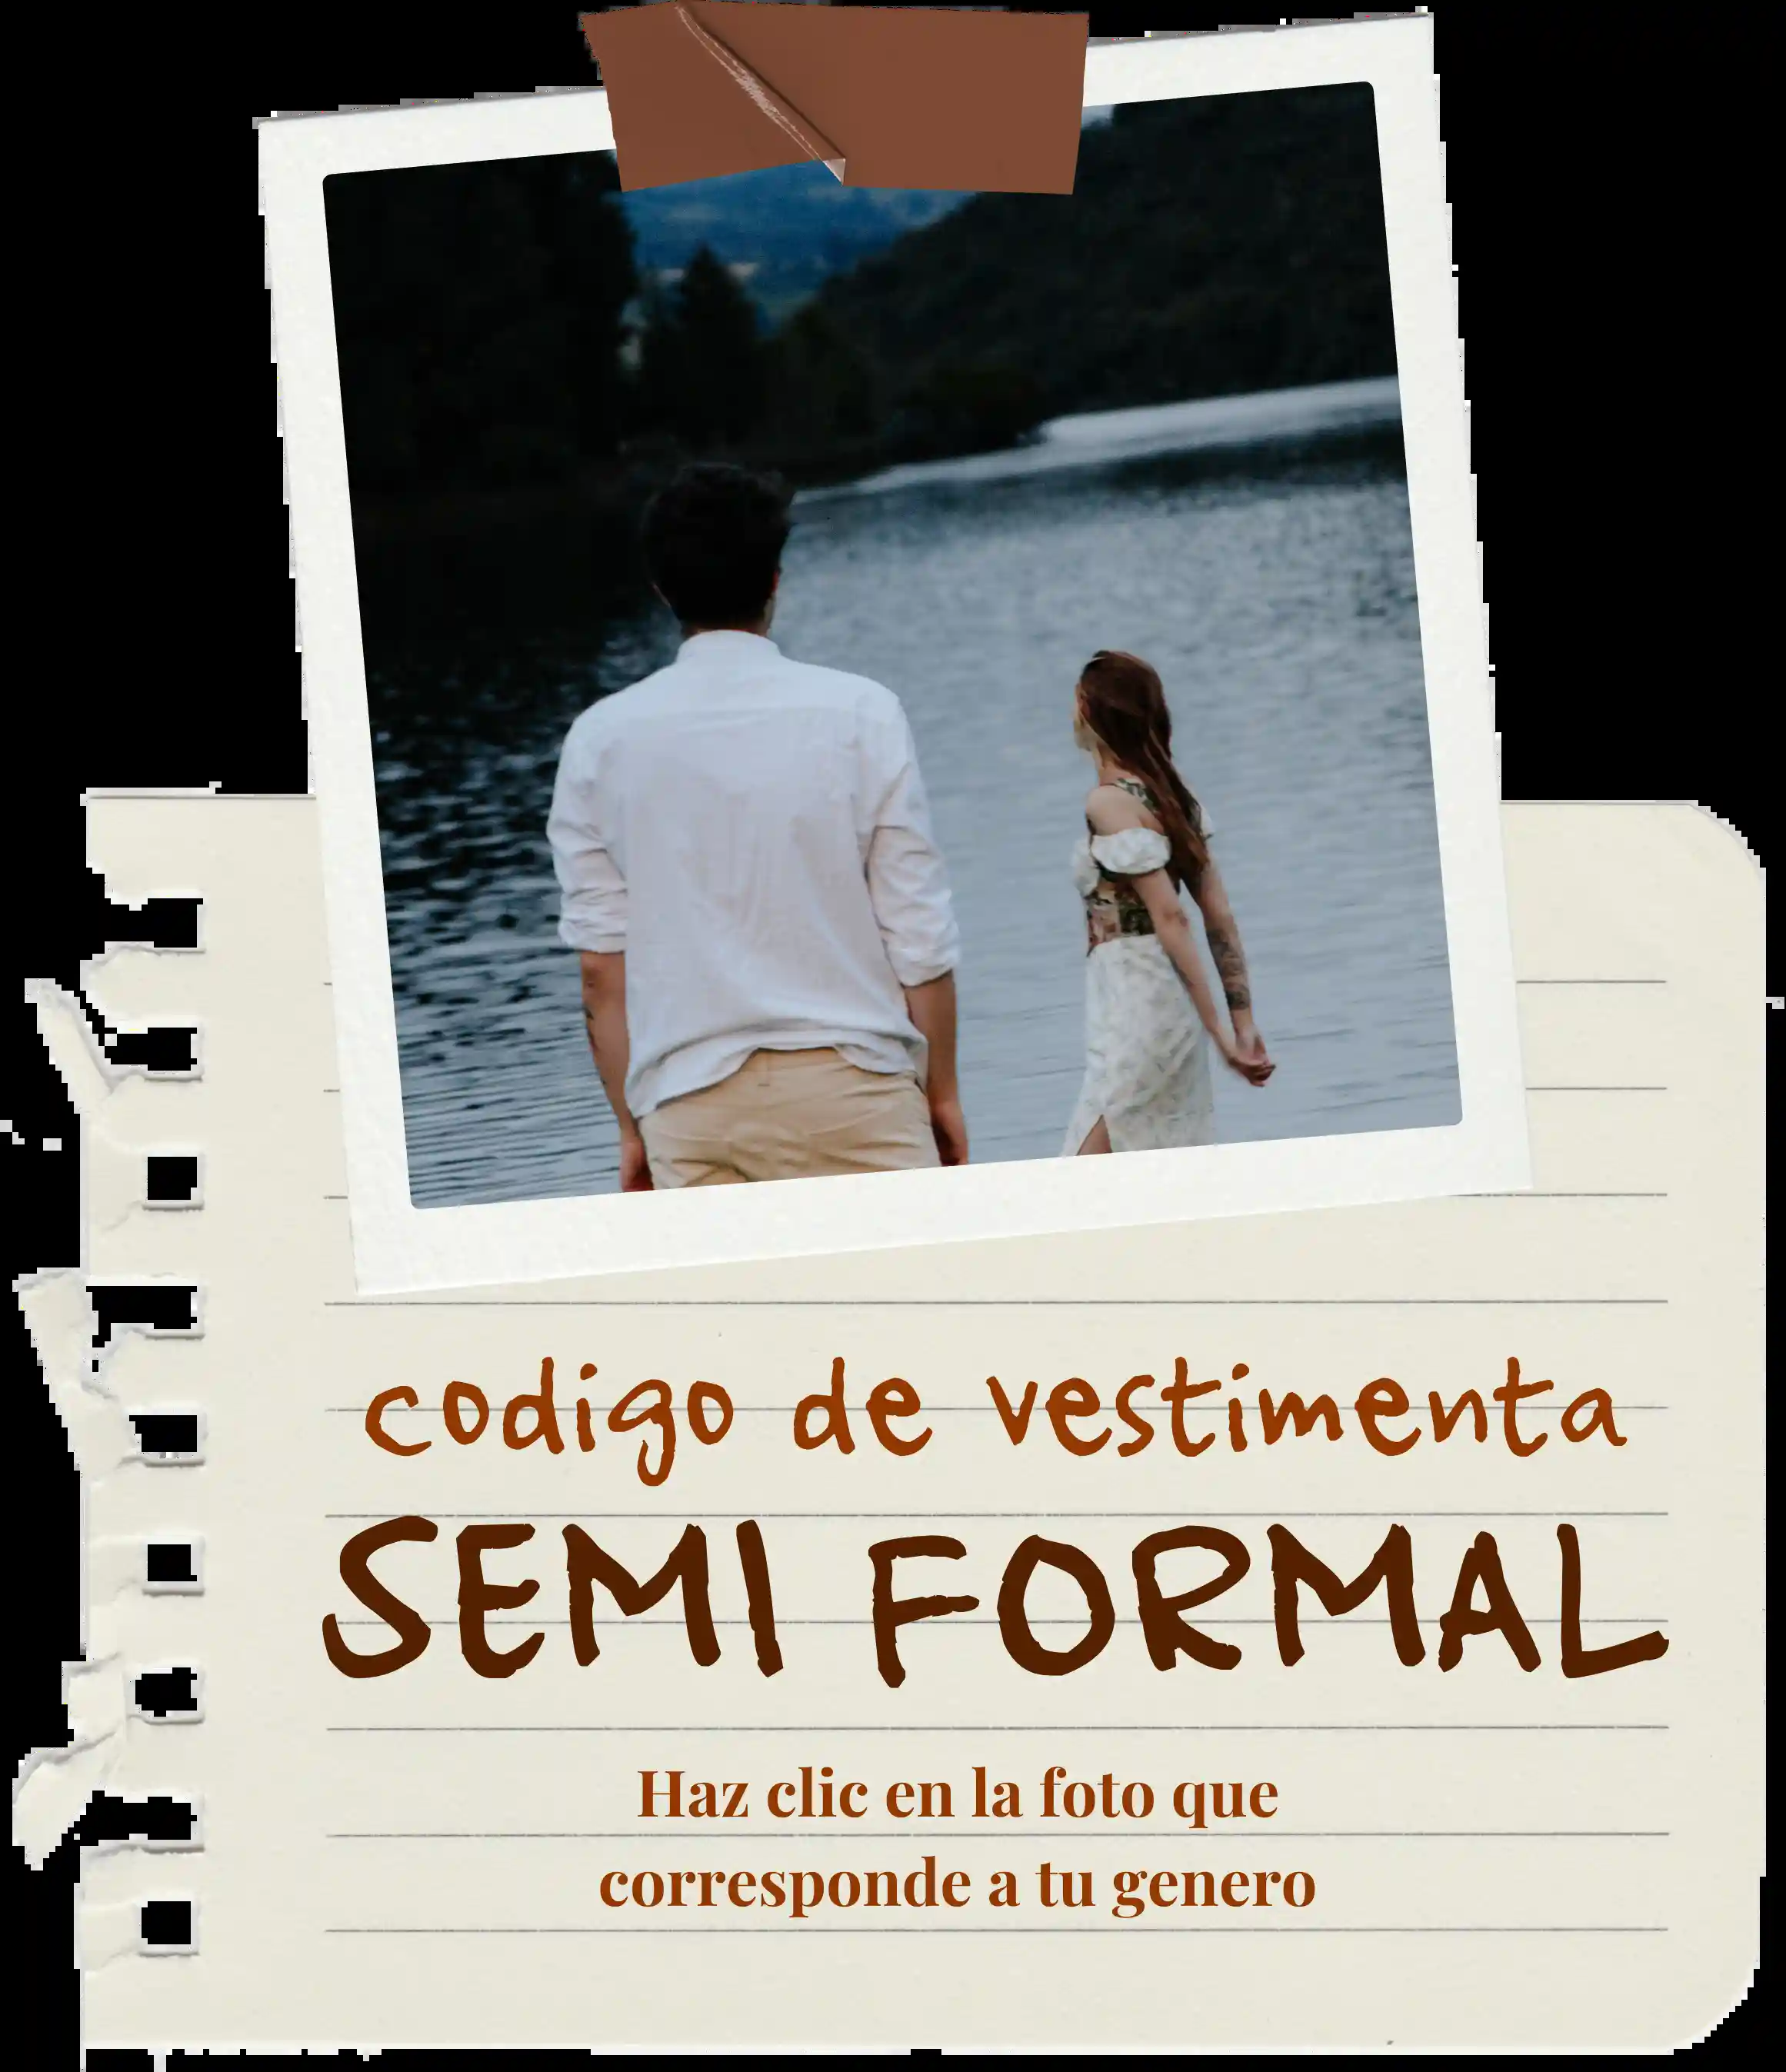 codigo de vestimenta
SEMI FORMAL
Haz clic en la foto que
corresponde a tu genero